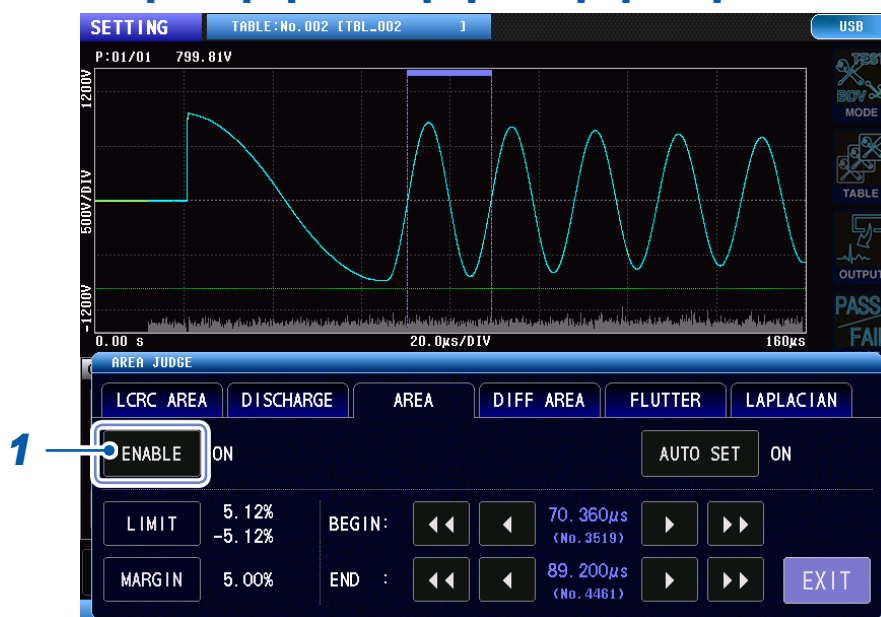 SETTING TABLE:No.002 [TBL_002 ] USB
P:01/01 799.81V
1200V
500V/DIV
-1200V
0.00 s 20.0µs/DIV 160µs
TEST
BDV
MODE
TABLE
OUTPUT
PASS
FAI
AREA JUDGE
LCRC AREA DISCHARGE AREA DIFF AREA FLUTTER LAPLACIAN
1 ENABLE ON AUTO SET ON
LIMIT 5.12% -5.12% BEGIN: 70.360µs (No.3519)
MARGIN 5.00% END : 89.200µs (No.4461) EXIT